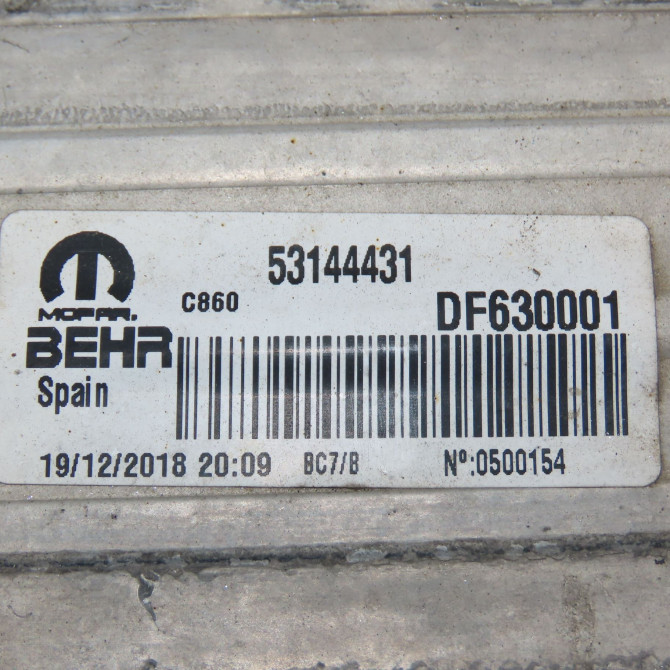 53144431
C860
DF630001
MOPAR.
BEHR
Spain
19/12/2018 20:09 BC7/B Nº:0500154